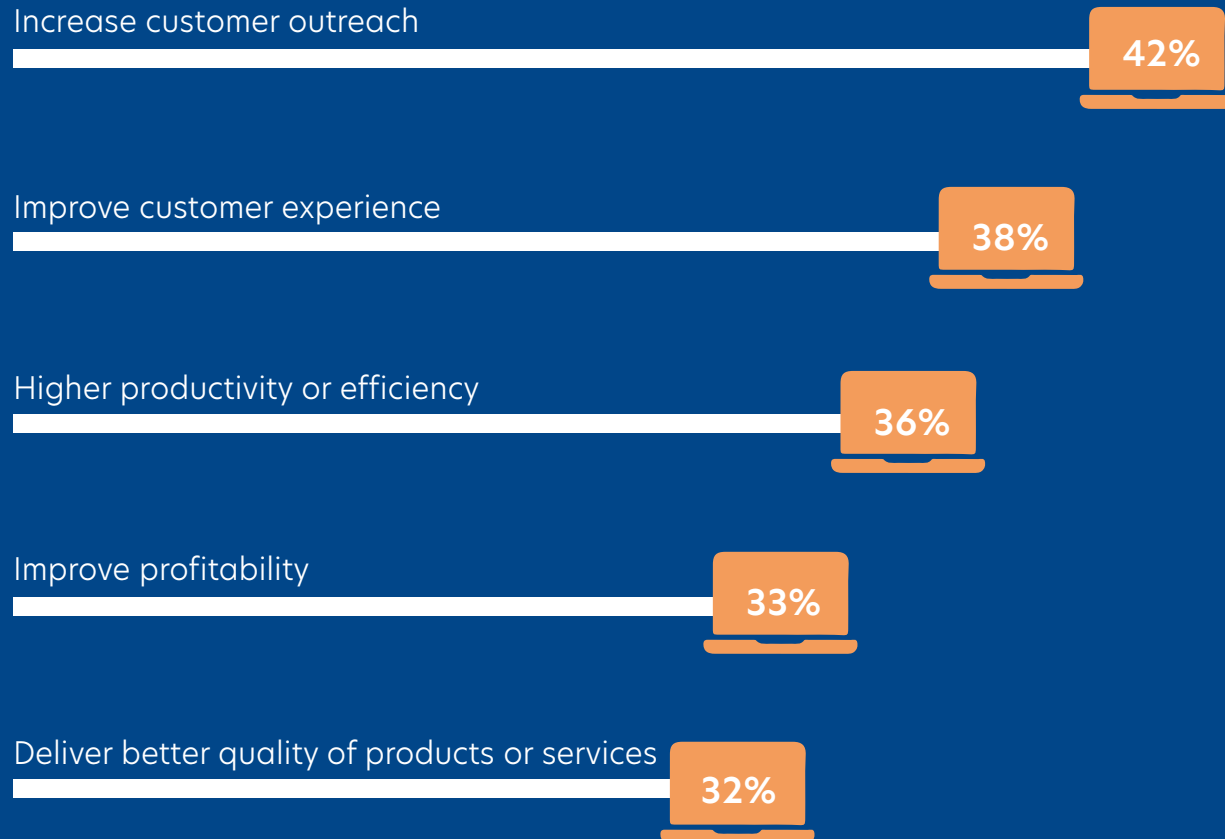 Increase customer outreach
42%
Improve customer experience
38%
Higher productivity or efficiency
36%
Improve profitability
33%
Deliver better quality of products or services
32%